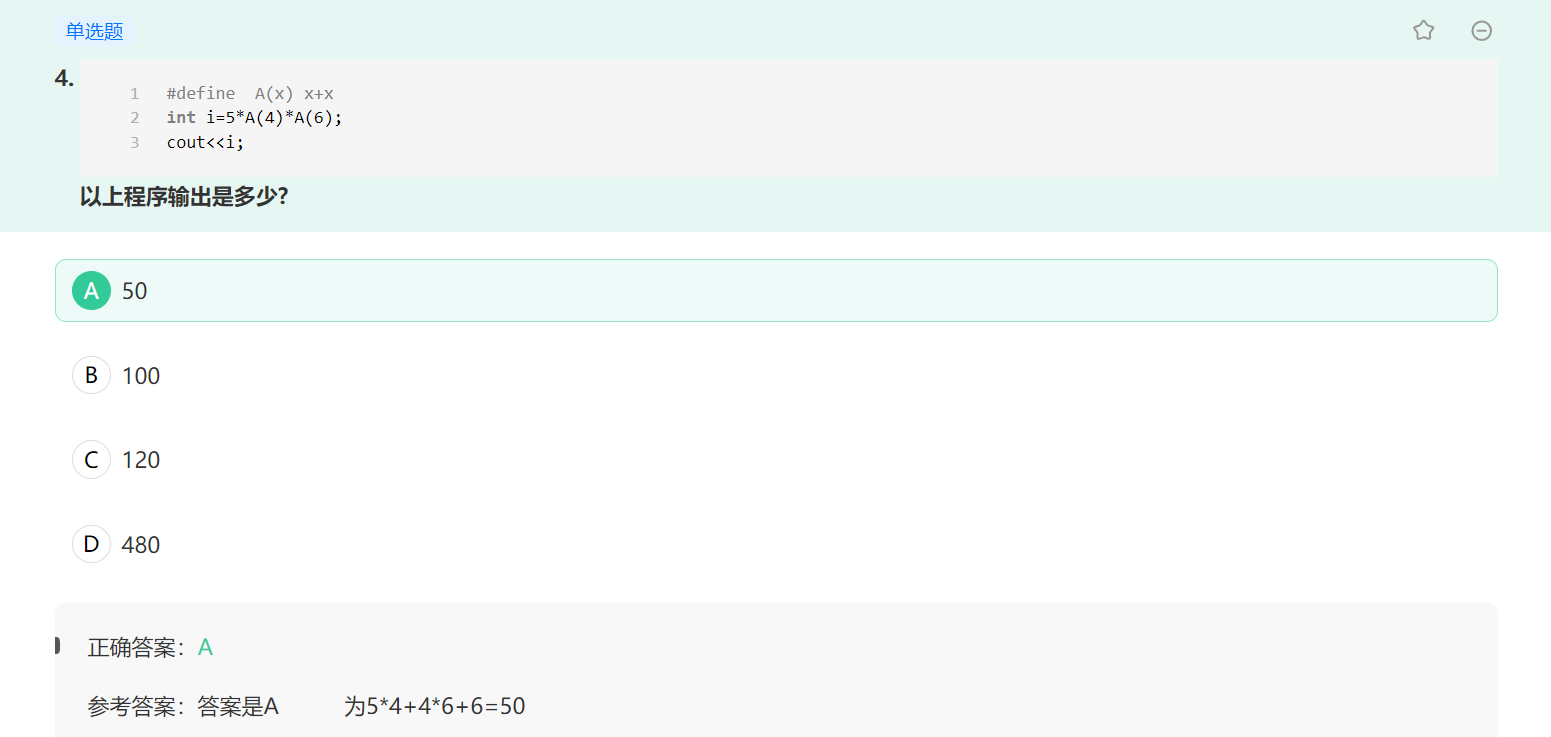 单选题
4.
1 #define  A(x) x+x
2 int i=5*A(4)*A(6);
3 cout<<i;
以上程序输出是多少?
A 50
B 100
C 120
D 480
正确答案：A
参考答案：答案是A 为5*4+4*6+6=50